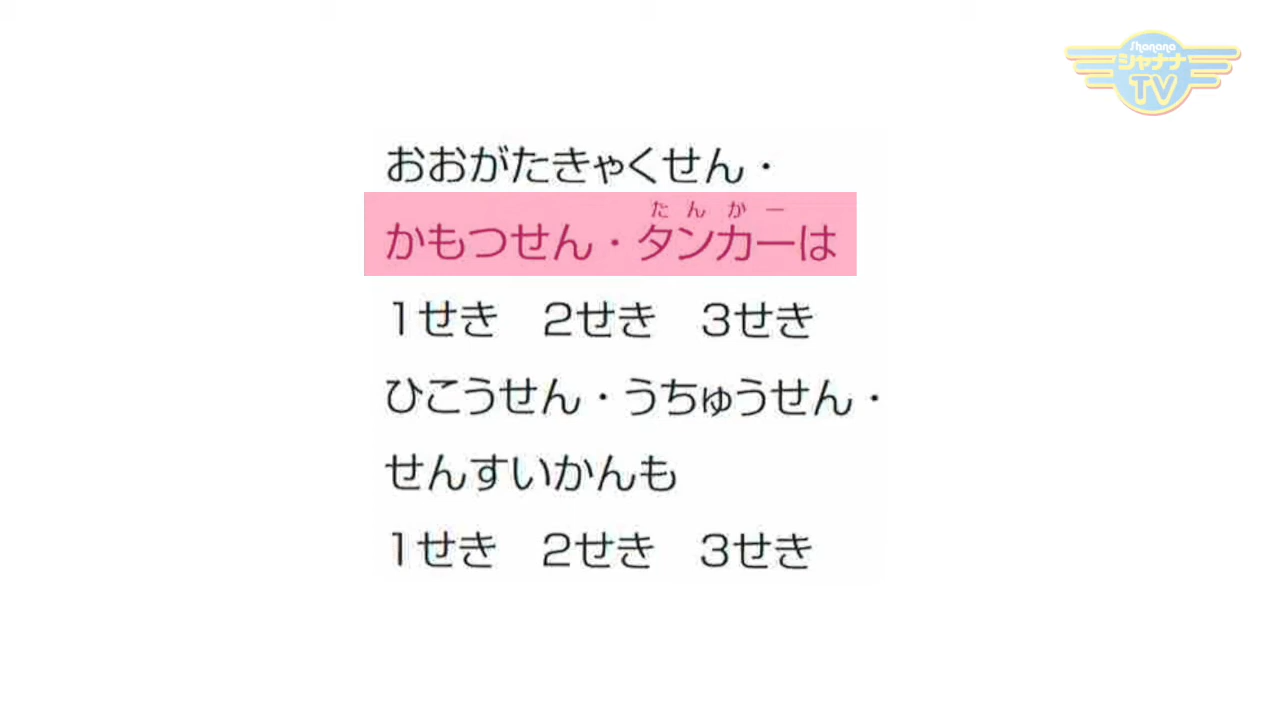 Shanana
シャナナ
TV
おおがたきゃくせん・
たんかー
かもつせん・タンカーは
1せき　2せき　3せき
ひこうせん・うちゅうせん・
せんすいかんも
1せき　2せき　3せき